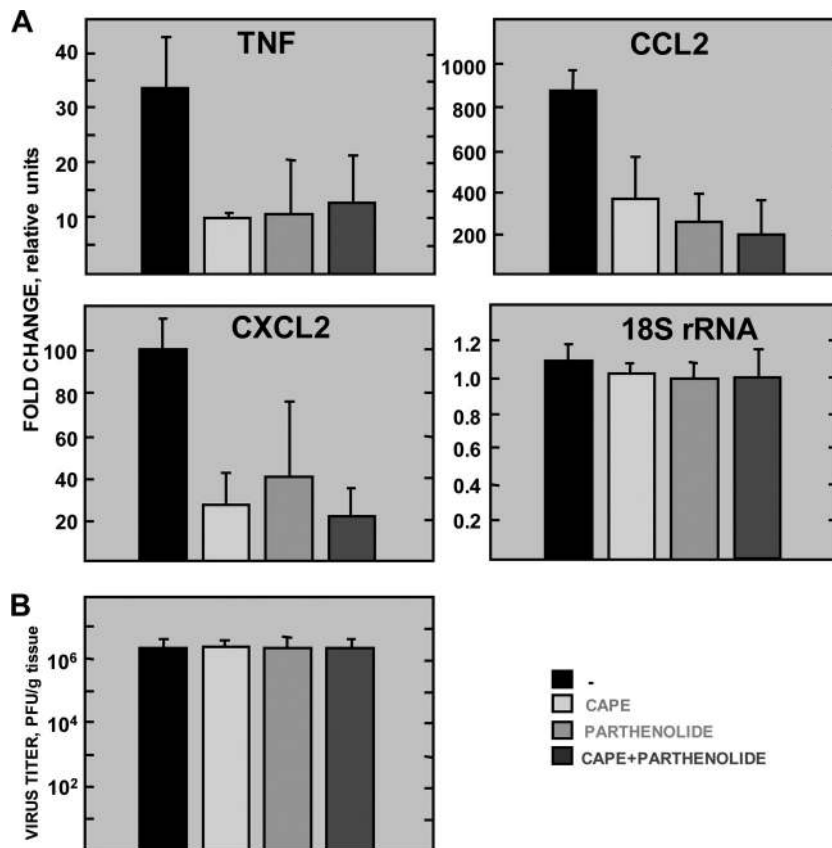 A
TNF
40
30
20
10
CCL2
1000
800
600
400
200
FOLD CHANGE, relative units
CXCL2
100
80
60
40
20
18S rRNA
1.2
1.0
0.8
0.6
0.4
0.2
B
VIRUS TITER, PFU/g tissue
10⁶
10⁴
10²
-
CAPE
PARTHENOLIDE
CAPE+PARTHENOLIDE